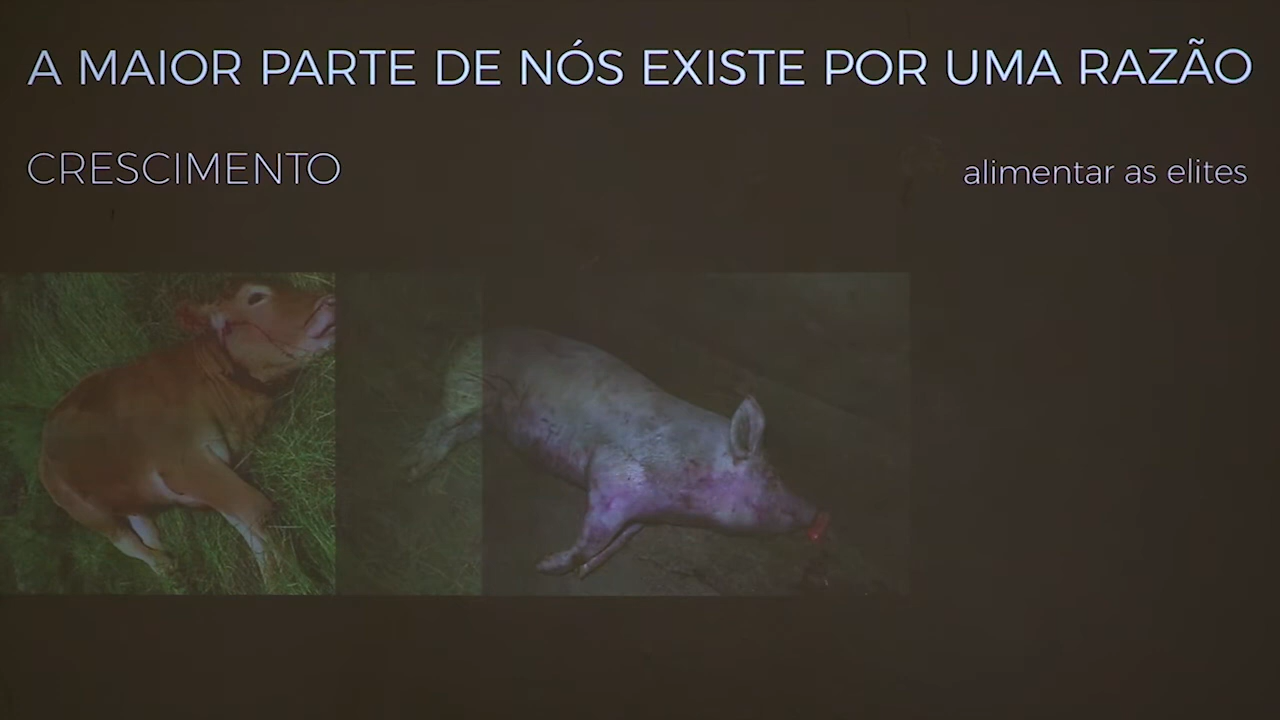 A MAIOR PARTE DE NÓS EXISTE POR UMA RAZÃO
CRESCIMENTO
alimentar as elites